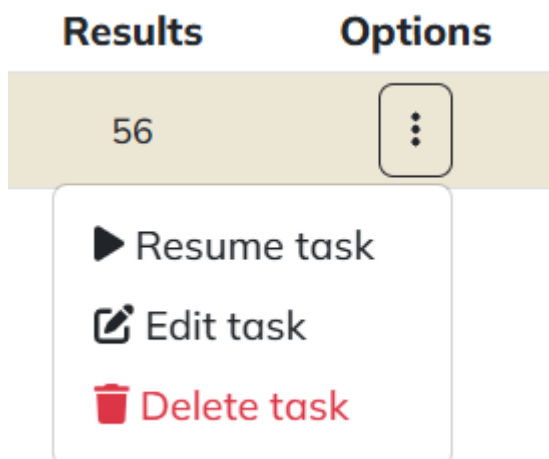 Results Options
56
Resume task
Edit task
Delete task